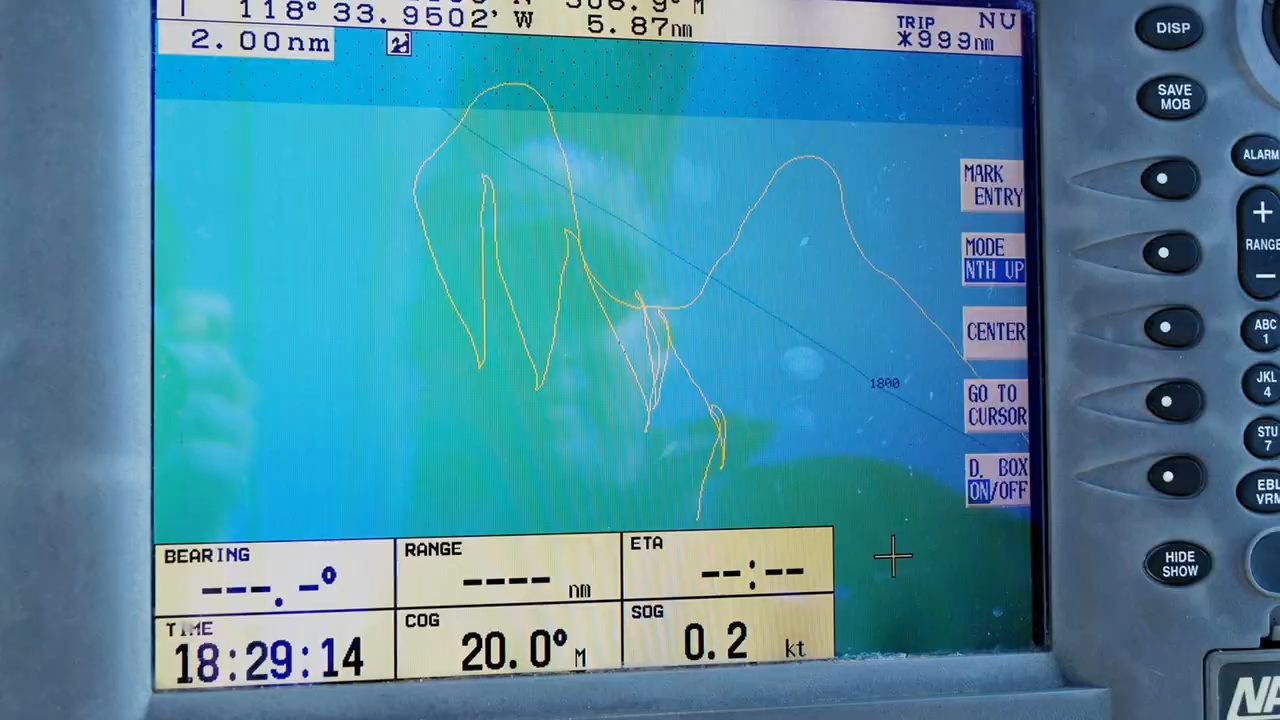 118° 33.9502' W
5.87nm
TRIP
NU
*999nm
2.00nm
MARK
ENTRY
MODE
NTH UP
CENTER
1800
GO TO
CURSOR
D. BOX
ON/OFF
BEARING
---.-°
RANGE
---- nm
ETA
--:--
TIME
18:29:14
COG
20.0° M
SOG
0.2 kt
DISP
SAVE
MOB
ALARM
+
RANGE
-
ABC
1
JKL
4
STU
7
EBL
VRM
HIDE
SHOW